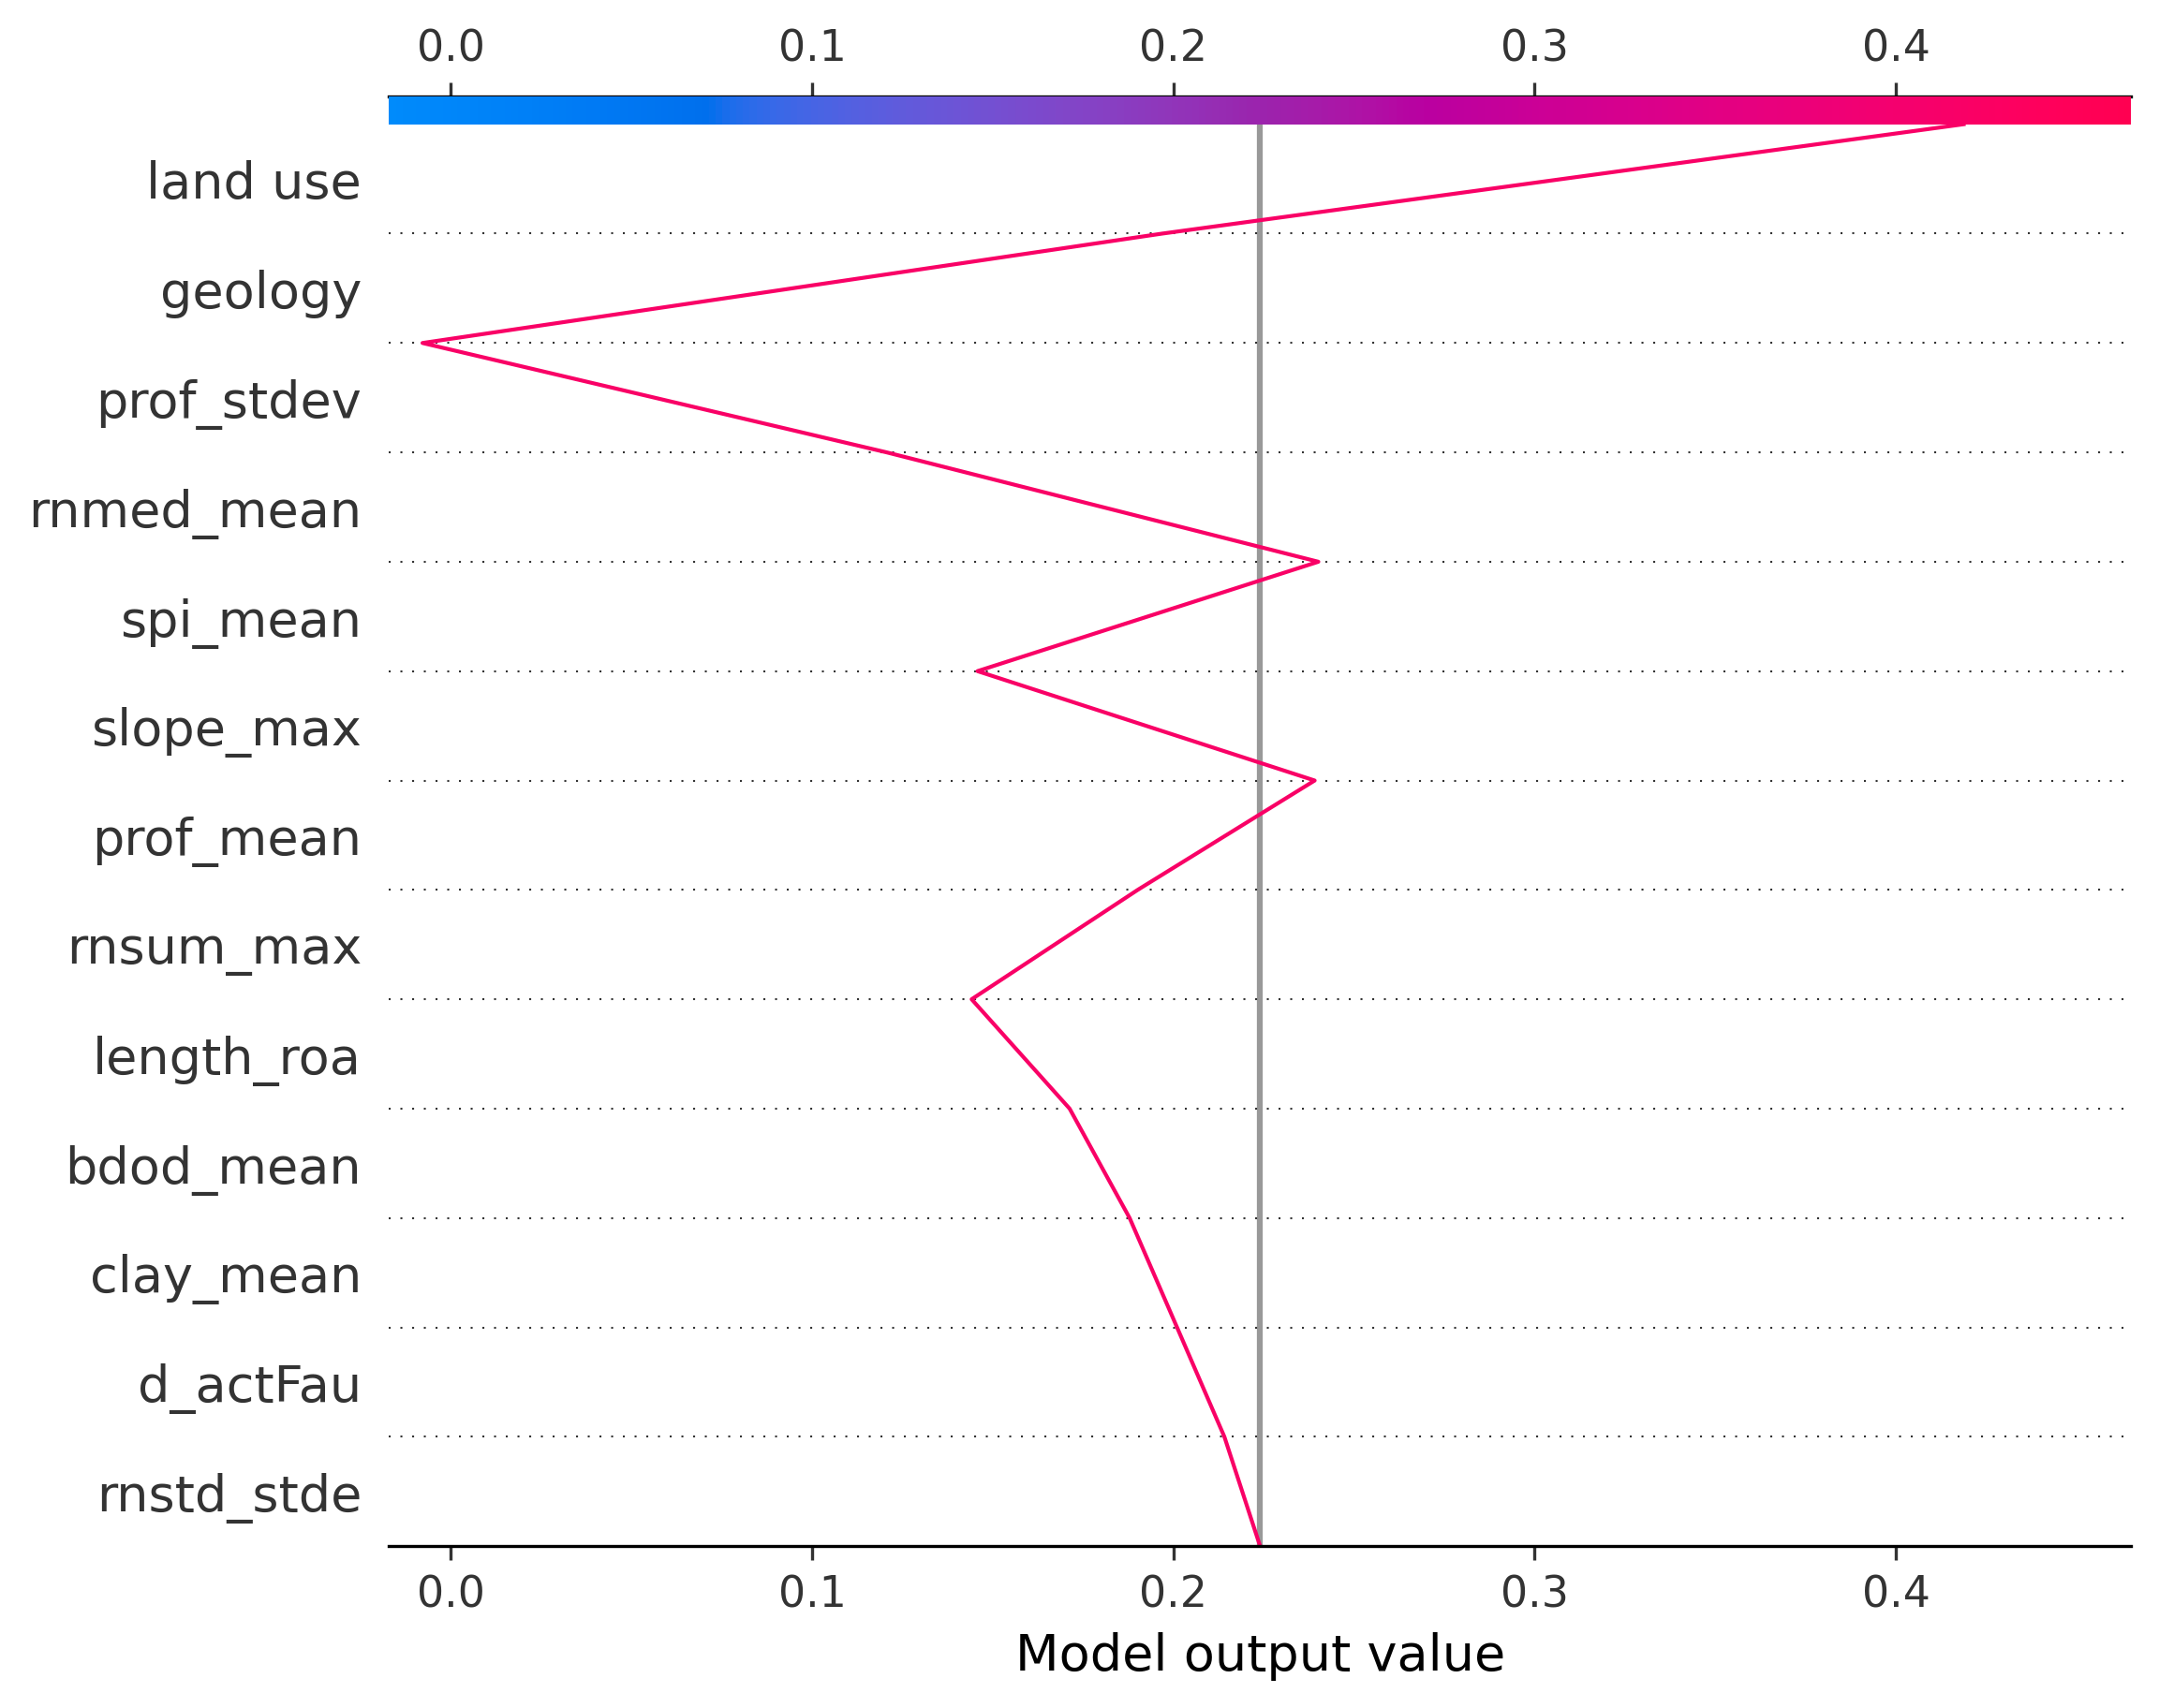 0.0 0.1 0.2 0.3 0.4
land use
geology
prof_stdev
rnmed_mean
spi_mean
slope_max
prof_mean
rnsum_max
length_roa
bdod_mean
clay_mean
d_actFau
rnstd_stde
0.0 0.1 0.2 0.3 0.4
Model output value